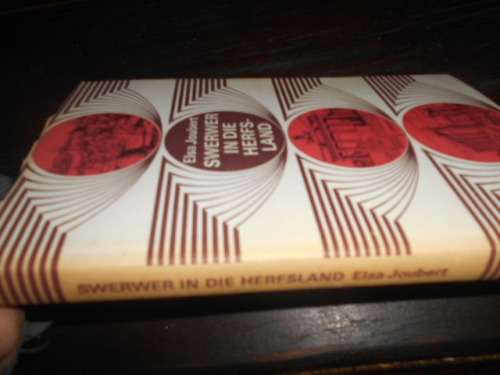 Elsa Joubert
SWERWER
IN DIE
HERFS-
LAND
SWERWER IN DIE HERFSLAND Elsa Joubert